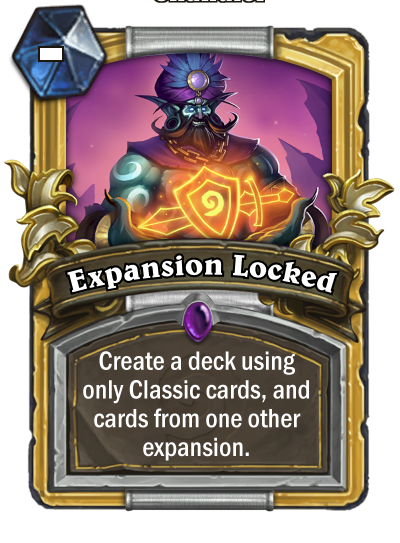 Expansion Locked
Create a deck using
only Classic cards, and
cards from one other
expansion.